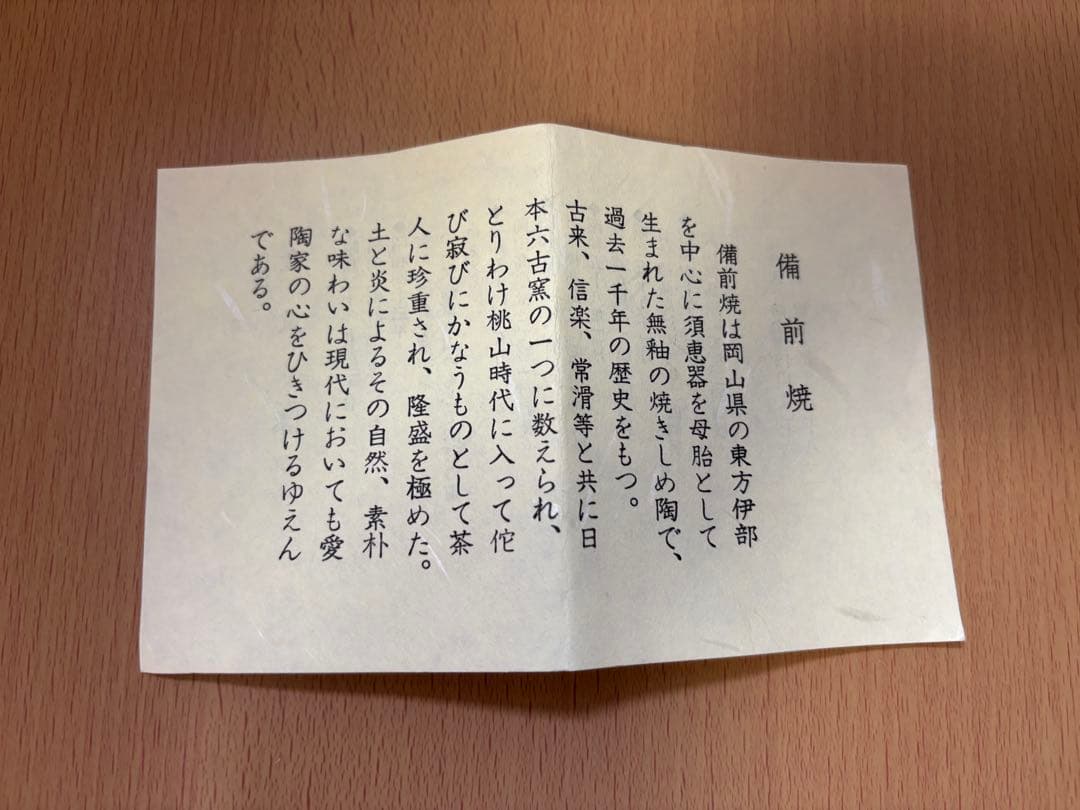 備前焼
備前焼は岡山県の東方伊部
を中心に須恵器を母胎として
生まれた無釉の焼きしめ陶で、
過去一千年の歴史をもつ。
古来、信楽、常滑等と共に日
本六古窯の一つに数えられ、
とりわけ桃山時代に入って侘
び寂びにかなうものとして茶
人に珍重され、隆盛を極めた。
土と炎によるその自然、素朴
な味わいは現代においても愛
陶家の心をひきつけるゆえん
である。